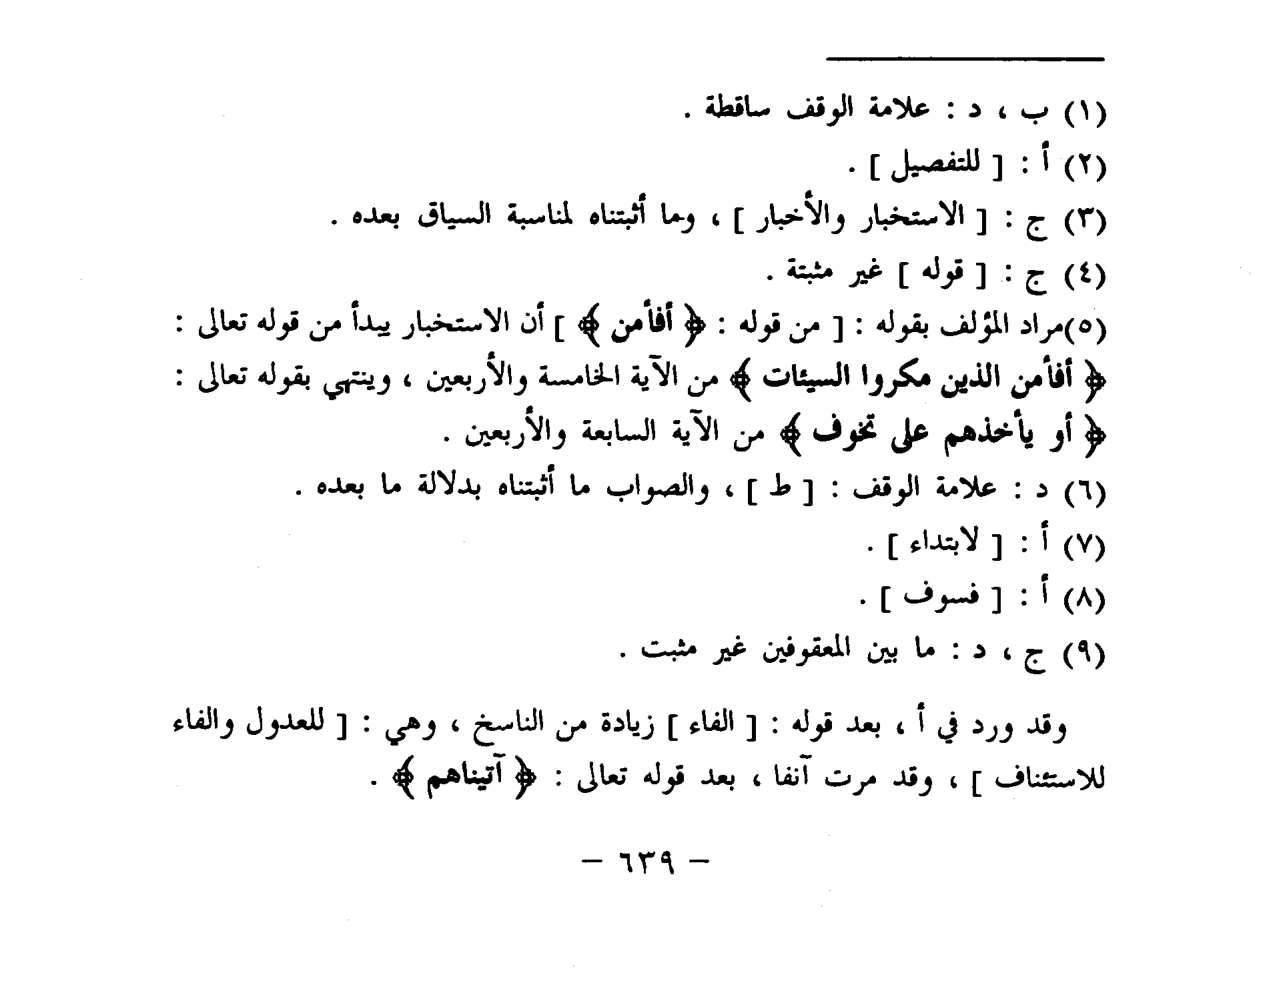 (١) ب ، د : علامة الوقف ساقطة .
(٢) أ : [ للتفصيل ] .
(٣) ج : [ الاستخبار والأخبار ] ، وما أثبتناه لمناسبة السياق بعده .
(٤) ج : [ قوله ] غير مثبتة .
(٥)مراد المؤلف بقوله : [ من قوله : ﴿ أفأمن ﴾ ] أن الاستخبار يبدأ من قوله تعالى :
﴿ أفأمن الذين مكروا السيئات ﴾ من الآية الخامسة والأربعين ، وينتهي بقوله تعالى :
﴿ أو يأخذهم على تخوف ﴾ من الآية السابعة والأربعين .
(٦) د : علامة الوقف : [ ط ] ، والصواب ما أثبتناه بدلالة ما بعده .
(٧) أ : [ لابتداء ] .
(٨) أ : [ فسوف ] .
(٩) ج ، د : ما بين المعقوفين غير مثبت .
وقد ورد في أ ، بعد قوله : [ الفاء ] زيادة من الناسخ ، وهي : [ للعدول والفاء
للاستئناف ] ، وقد مرت آنفا ، بعد قوله تعالى : ﴿ آتيناهم ﴾ .
– ٦٣٩ –